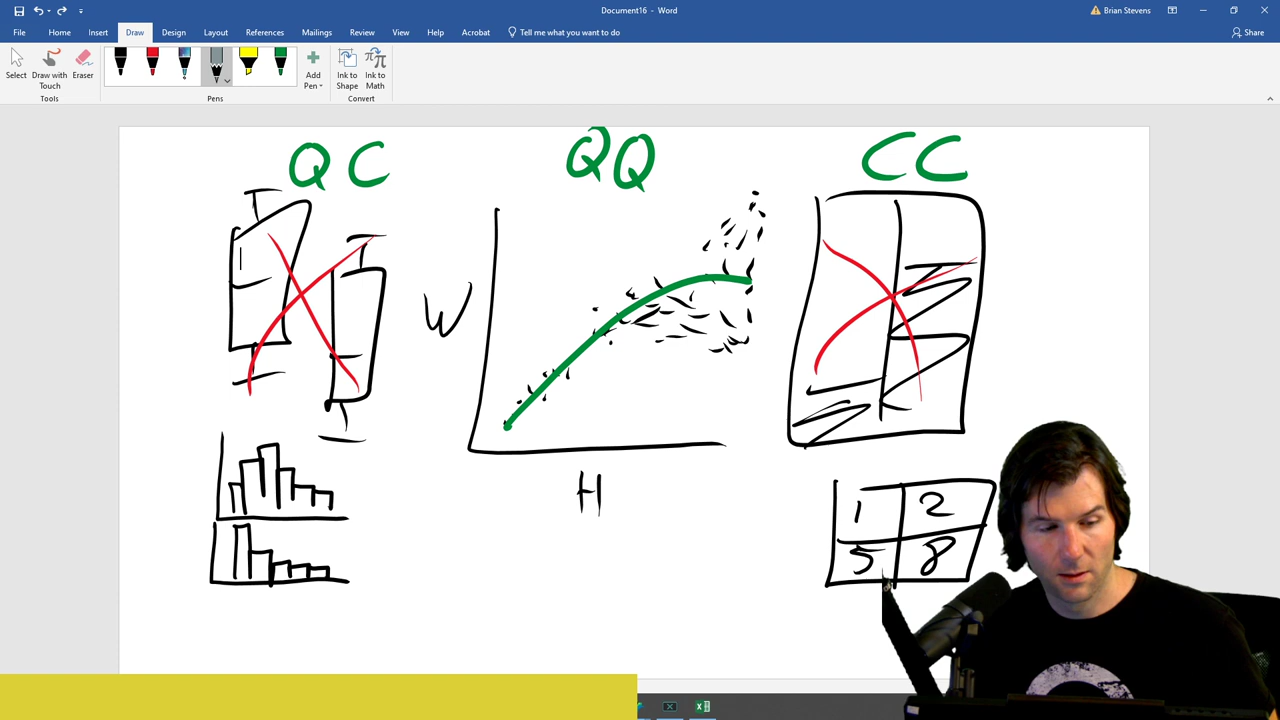 Document16 - Word
Brian Stevens
File Home Insert Draw Design Layout References Mailings Review View Help Acrobat Tell me what you want to do Share
Select Draw with Touch Eraser Add Pen Ink to Shape Ink to Math
Tools Pens Convert
QC QQ CC
W
H
1 2
5 8